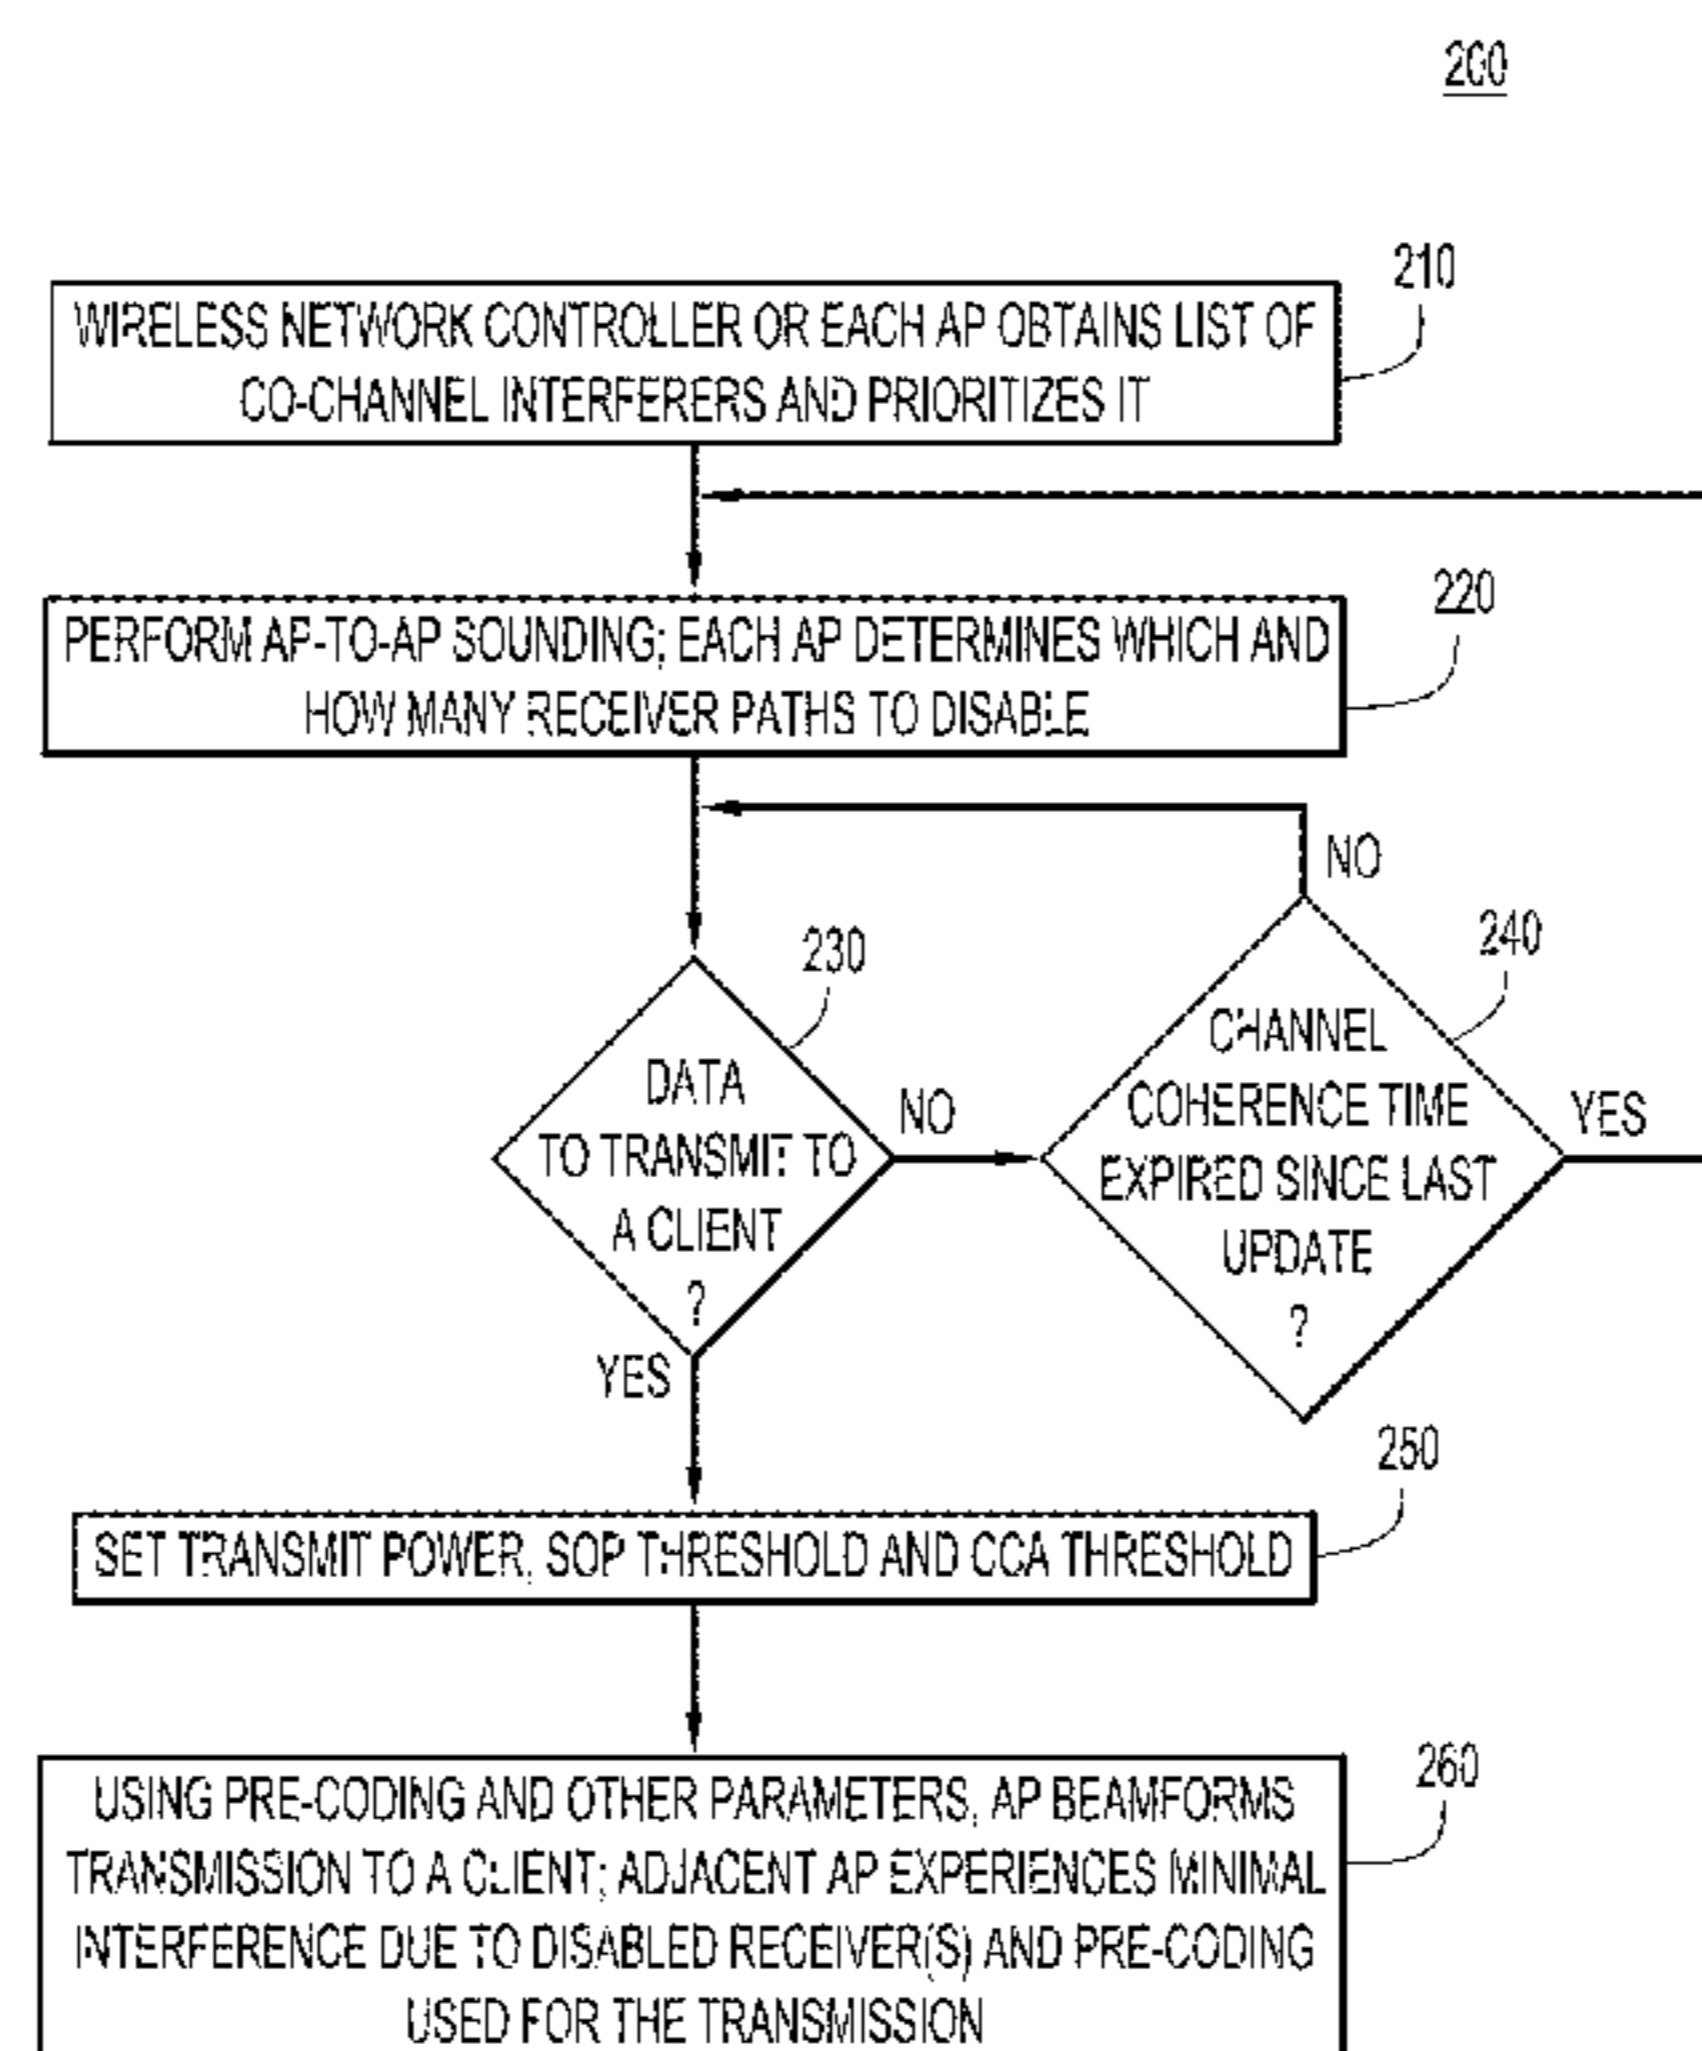 200
210
WIRELESS NETWORK CONTROLLER OR EACH AP OBTAINS LIST OF
CO-CHANNEL INTERFERERS AND PRIORITIZES IT
220
PERFORM AP-TO-AP SOUNDING; EACH AP DETERMINES WHICH AND
HOW MANY RECEIVER PATHS TO DISABLE
NO
230
240
DATA
TO TRANSMIT TO
A CLIENT
?
NO
CHANNEL
COHERENCE TIME
EXPIRED SINCE LAST
UPDATE
?
YES
YES
250
SET TRANSMIT POWER, SOP THRESHOLD AND CCA THRESHOLD
260
USING PRE-CODING AND OTHER PARAMETERS, AP BEAMFORMS
TRANSMISSION TO A CLIENT; ADJACENT AP EXPERIENCES MINIMAL
INTERFERENCE DUE TO DISABLED RECEIVER(S) AND PRE-CODING
USED FOR THE TRANSMISSION